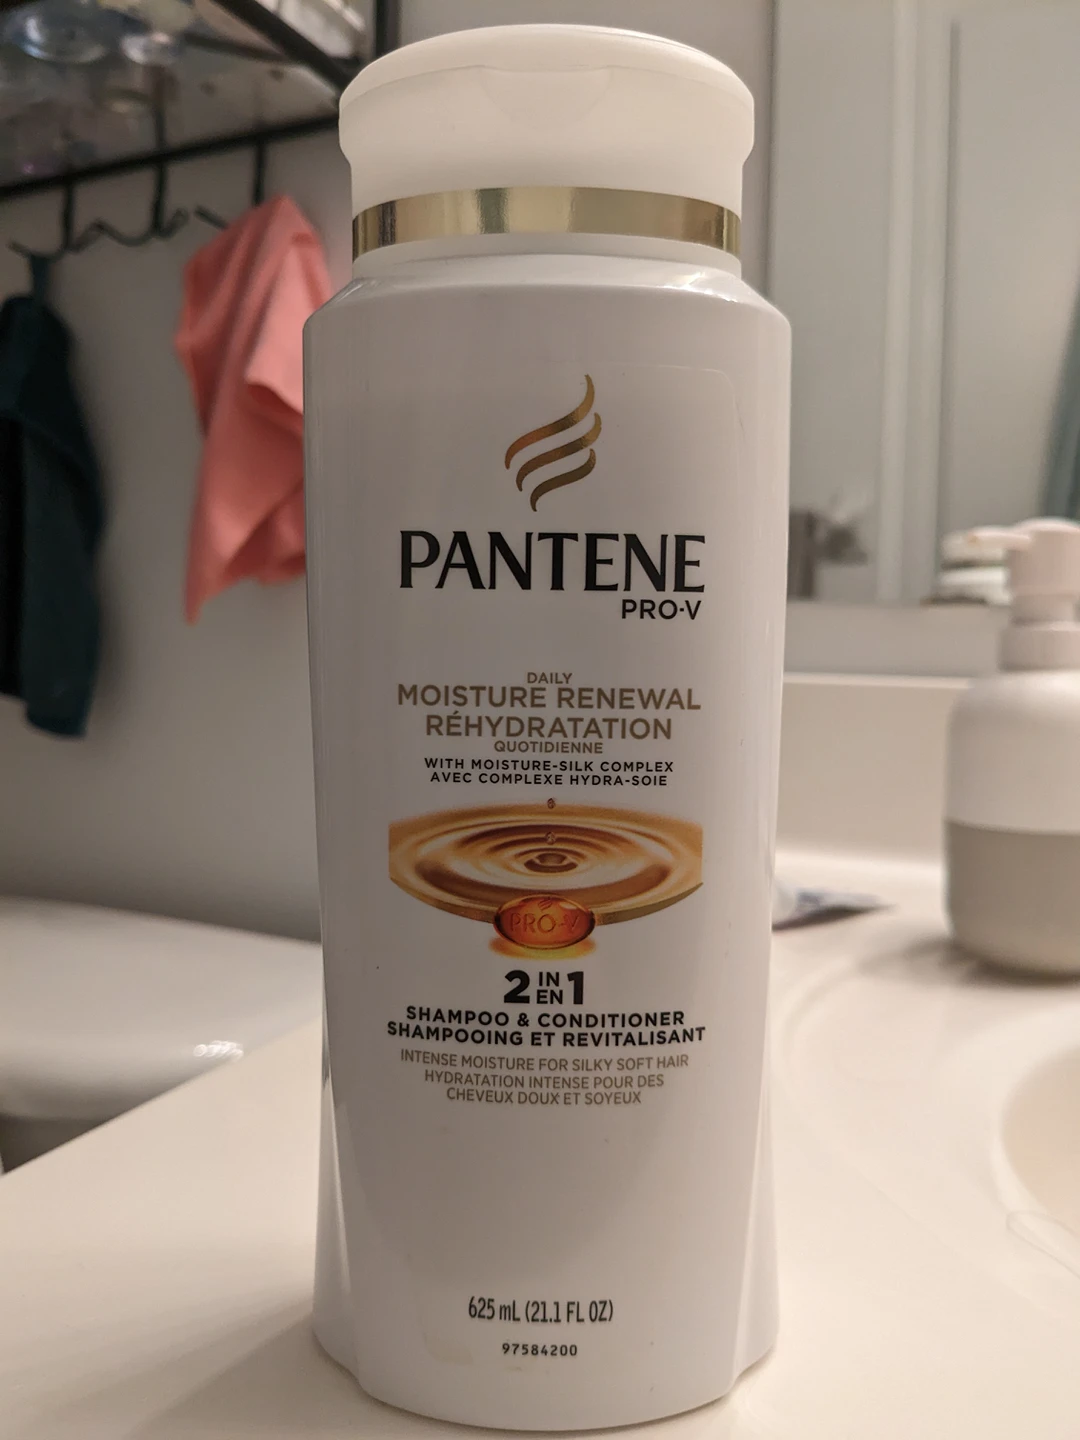 PANTENE
PRO-V
DAILY
MOISTURE RENEWAL
RÉHYDRATATION
QUOTIDIENNE
WITH MOISTURE-SILK COMPLEX
AVEC COMPLEXE HYDRA-SOIE
PRO-V
2 IN EN 1
SHAMPOO & CONDITIONER
SHAMPOOING ET REVITALISANT
INTENSE MOISTURE FOR SILKY SOFT HAIR
HYDRATATION INTENSE POUR DES
CHEVEUX DOUX ET SOYEUX
625 mL (21.1 FL OZ)
97584200